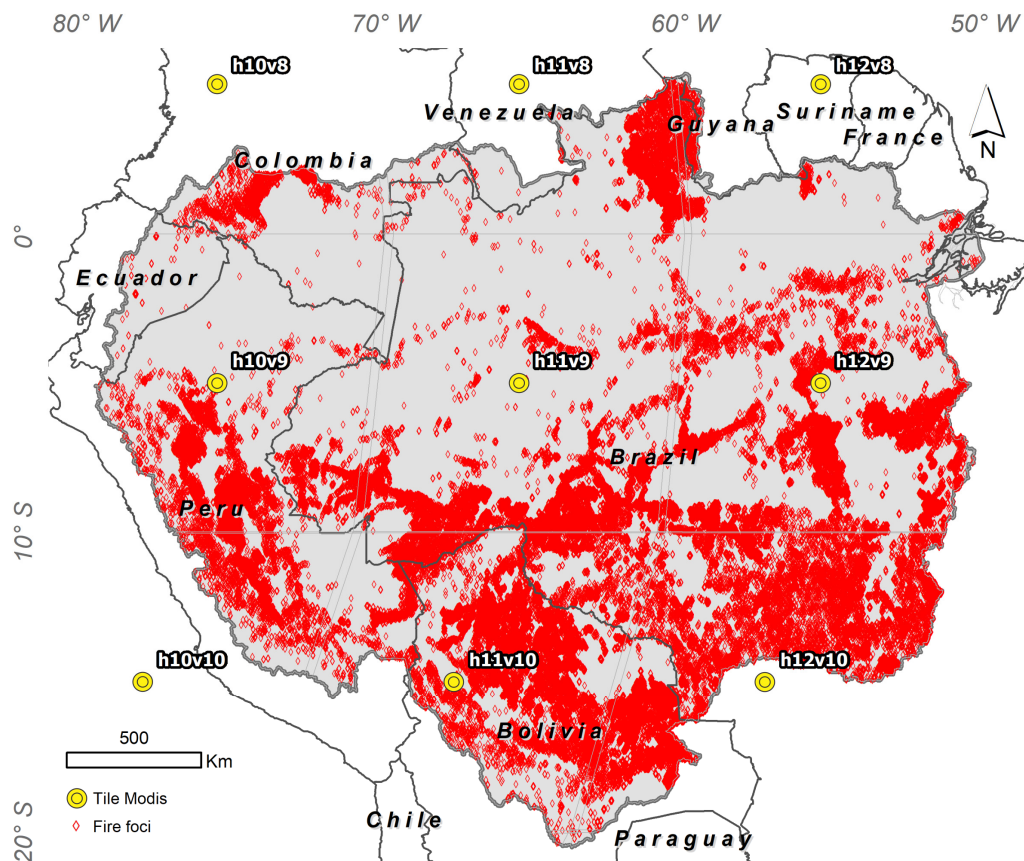 80° W 70° W 60° W 50° W
h10v8 h11v8 h12v8
Venezuela Suriname
Guyana
France
N
Colombia
0°
Ecuador
h10v9 h11v9 h12v9
Brazil
Peru
10° S
h10v10 h11v10 h12v10
Bolivia
500
Km
Tile Modis
Fire foci
Chile
Paraguay
20° S